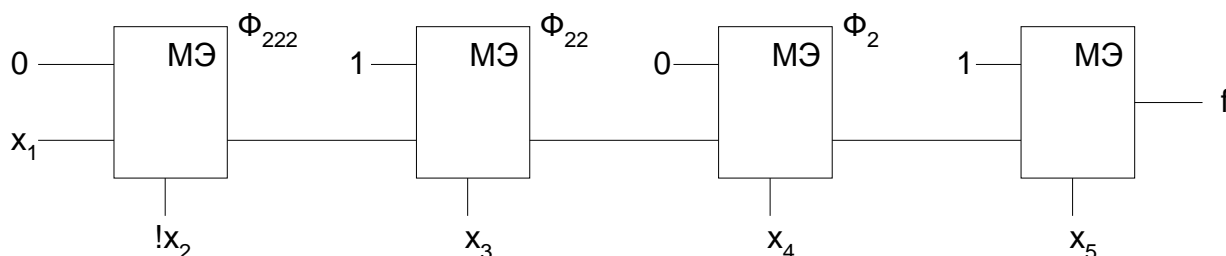 МЭ Φ₂₂₂ МЭ Φ₂₂ МЭ Φ₂ МЭ
0 1 0 1
f
x₁
!x₂ x₃ x₄ x₅